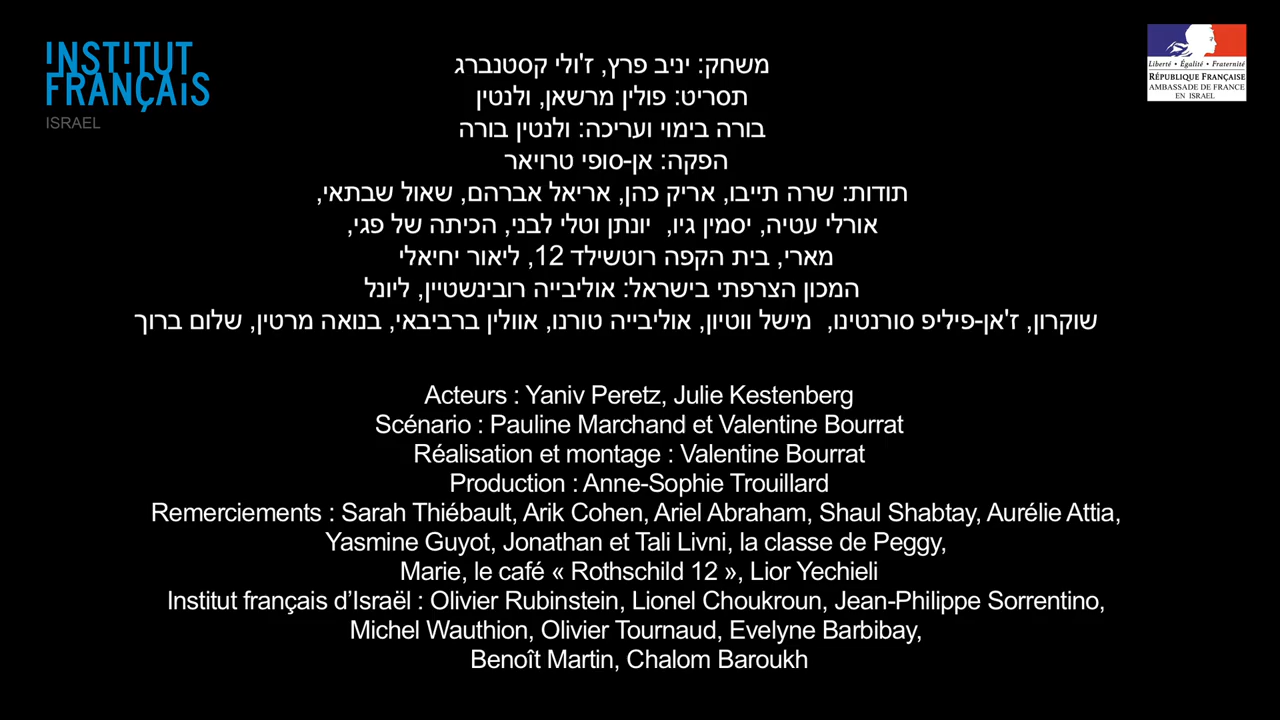 INSTITUT
FRANÇAIS
ISRAEL
Liberté • Égalité • Fraternité
RÉPUBLIQUE FRANÇAISE
AMBASSADE DE FRANCE
EN ISRAEL
משחק: יניב פרץ, ז'ולי קסטנברג
תסריט: פולין מרשאן, ולנטין
בורה בימוי ועריכה: ולנטין בורה
הפקה: אן-סופי טרויאר
תודות: שרה תייבו, אריק כהן, אריאל אברהם, שאול שבתאי,
אורלי עטיה, יסמין גיו, יונתן וטלי לבני, הכיתה של פגי,
מארי, בית הקפה רוטשילד 12, ליאור יחיאלי
המכון הצרפתי בישראל: אוליבייה רובינשטיין, ליונל
שוקרון, ז'אן-פיליפ סורנטינו, מישל ווטיון, אוליבייה טורנו, אוולין ברביבאי, בנואה מרטין, שלום ברוך
Acteurs : Yaniv Peretz, Julie Kestenberg
Scénario : Pauline Marchand et Valentine Bourrat
Réalisation et montage : Valentine Bourrat
Production : Anne-Sophie Trouillard
Remerciements : Sarah Thiébault, Arik Cohen, Ariel Abraham, Shaul Shabtay, Aurélie Attia,
Yasmine Guyot, Jonathan et Tali Livni, la classe de Peggy,
Marie, le café « Rothschild 12 », Lior Yechieli
Institut français d’Israël : Olivier Rubinstein, Lionel Choukroun, Jean-Philippe Sorrentino,
Michel Wauthion, Olivier Tournaud, Evelyne Barbibay,
Benoît Martin, Chalom Baroukh